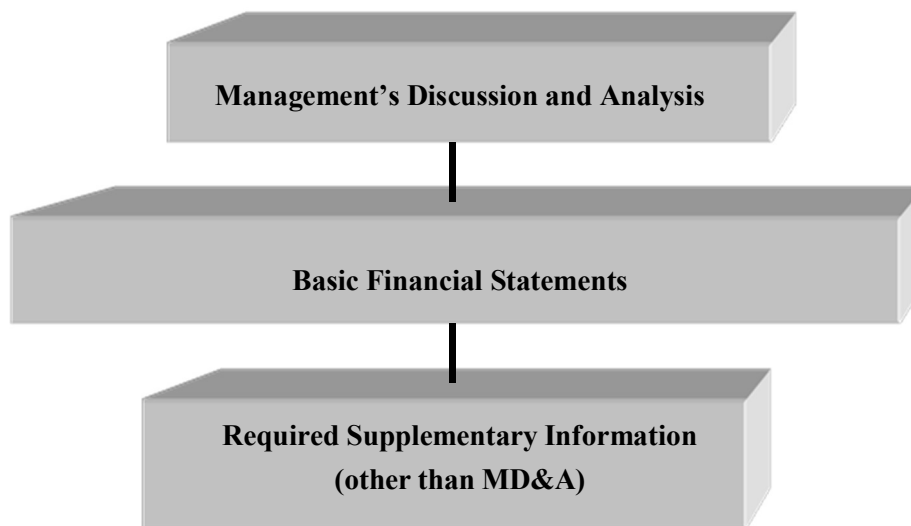 Management’s Discussion and Analysis
Basic Financial Statements
Required Supplementary Information
(other than MD&A)